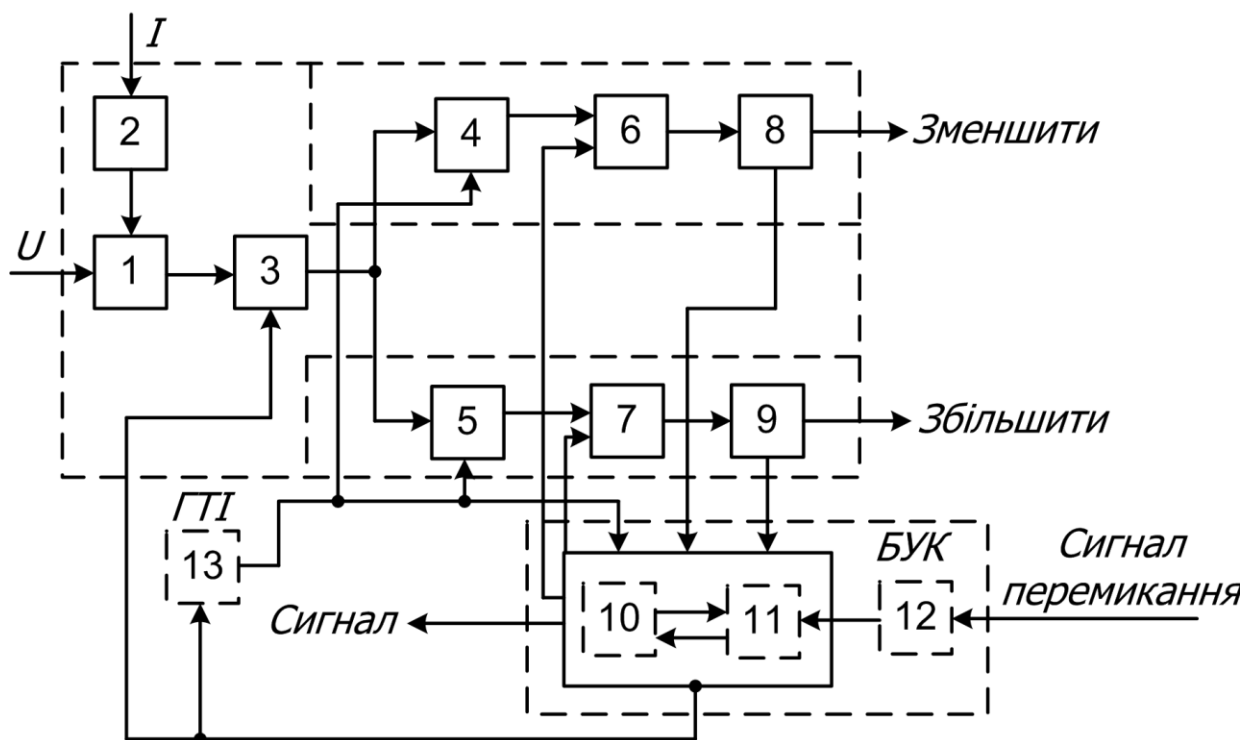 I
2
4
6
8
Зменшити
U
1
3
5
7
9
Збільшити
ГТІ
13
БУК
Сигнал
перемикання
Сигнал
10
11
12